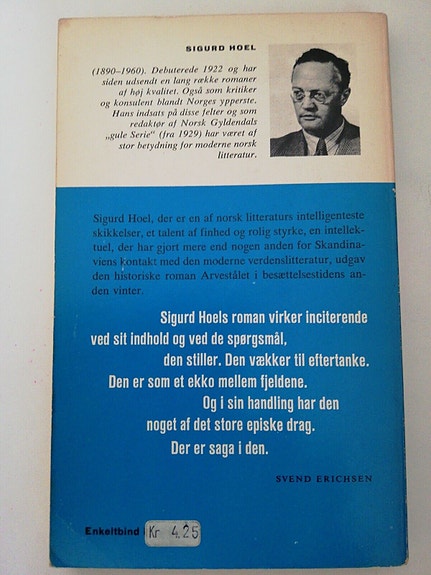 SIGURD HOEL
(1890–1960). Debuterede 1922 og har
siden udsendt en lang række romaner
af høj kvalitet. Også som kritiker
og konsulent blandt Norges ypperste.
Hans indsats på disse felter og som
redaktør af Norsk Gyldendals
„gule Serie“ (fra 1929) har været af
stor betydning for moderne norsk
litteratur.
Sigurd Hoel, der er en af norsk litteraturs intelligenteste
skikkelser, et talent af finhed og rolig styrke, en intellek-
tuel, der har gjort mere end nogen anden for Skandina-
viens kontakt med den moderne verdenslitteratur, udgav
den historiske roman Arvestålet i besættelsestidens an-
den vinter.
Sigurd Hoels roman virker inciterende
ved sit indhold og ved de spørgsmål,
den stiller. Den vækker til eftertanke.
Den er som et ekko mellem fjeldene.
Og i sin handling har den
noget af det store episke drag.
Der er saga i den.
SVEND ERICHSEN
Enkeltbind Kr 4.25